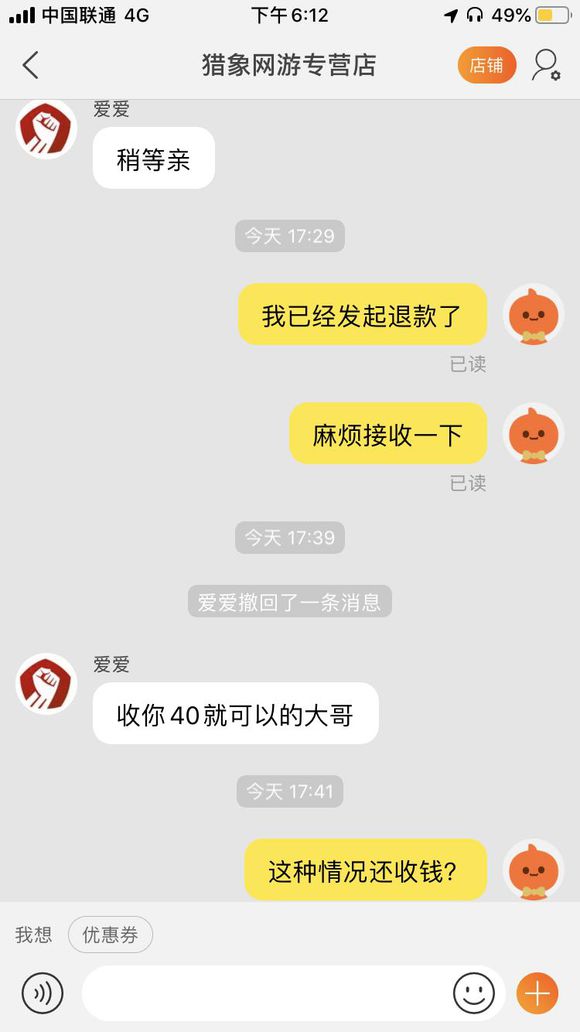 中国联通 4G 下午6:12 49%
猎象网游专营店 店铺
爱爱
稍等亲
今天 17:29
我已经发起退款了
已读
麻烦接收一下
已读
今天 17:39
爱爱撤回了一条消息
爱爱
收你40就可以的大哥
今天 17:41
这种情况还收钱?
我想 优惠券